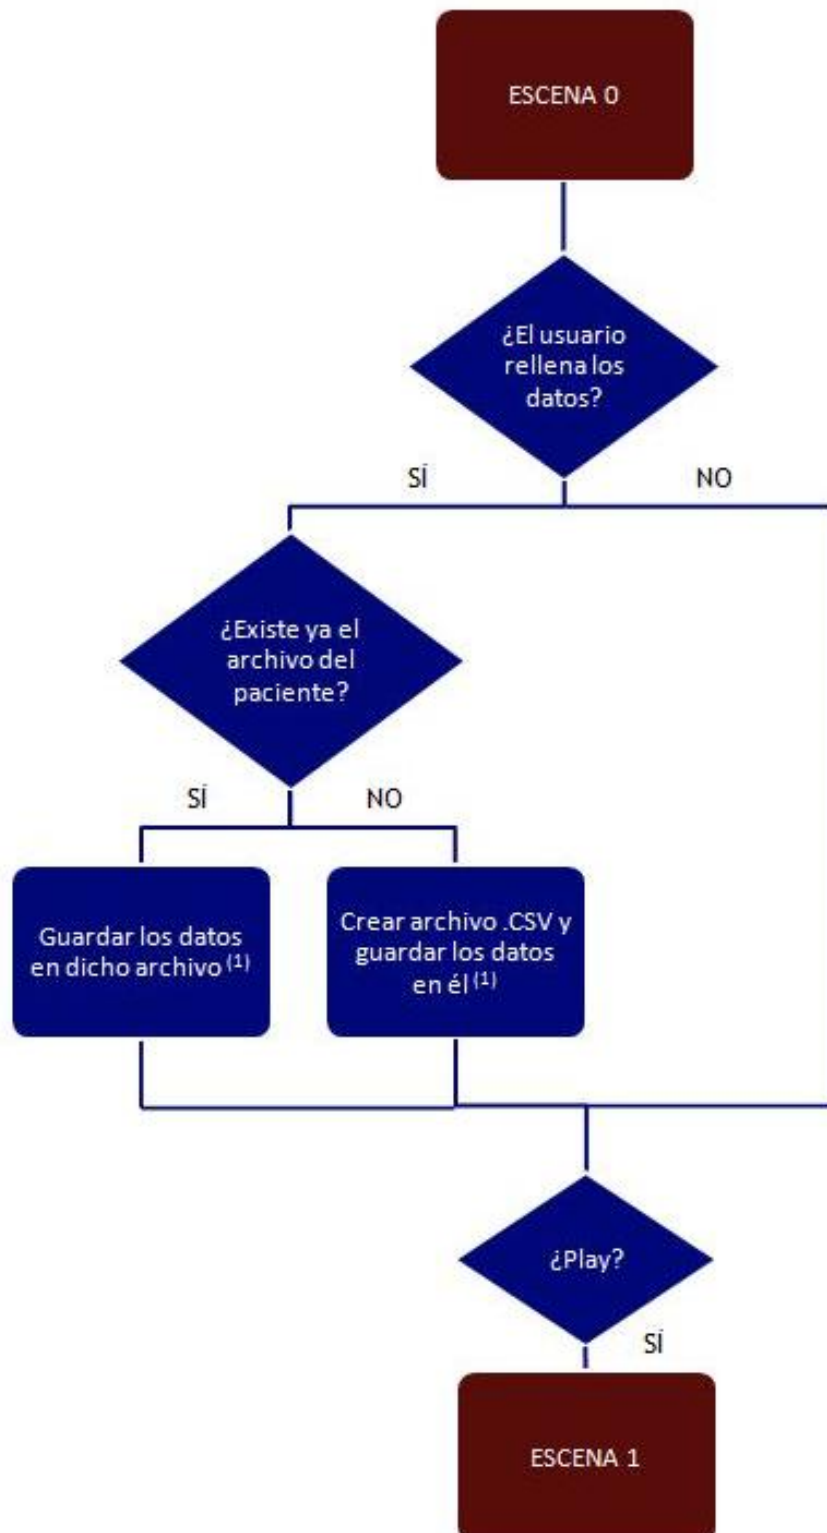 ESCENA 0
¿El usuario
rellena los
datos?
SÍ
NO
¿Existe ya el
archivo del
paciente?
SÍ
NO
Guardar los datos
en dicho archivo (1)
Crear archivo .CSV y
guardar los datos
en él (1)
¿Play?
SÍ
ESCENA 1